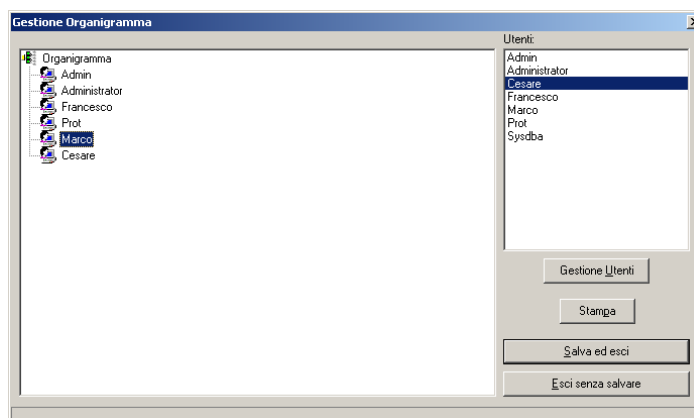 Gestione Organigramma
Organigramma
Admin
Administrator
Francesco
Prot
Marco
Cesare
Utenti:
Admin
Administrator
Cesare
Francesco
Marco
Prot
Sysdba
Gestione Utenti
Stampa
Salva ed esci
Esci senza salvare